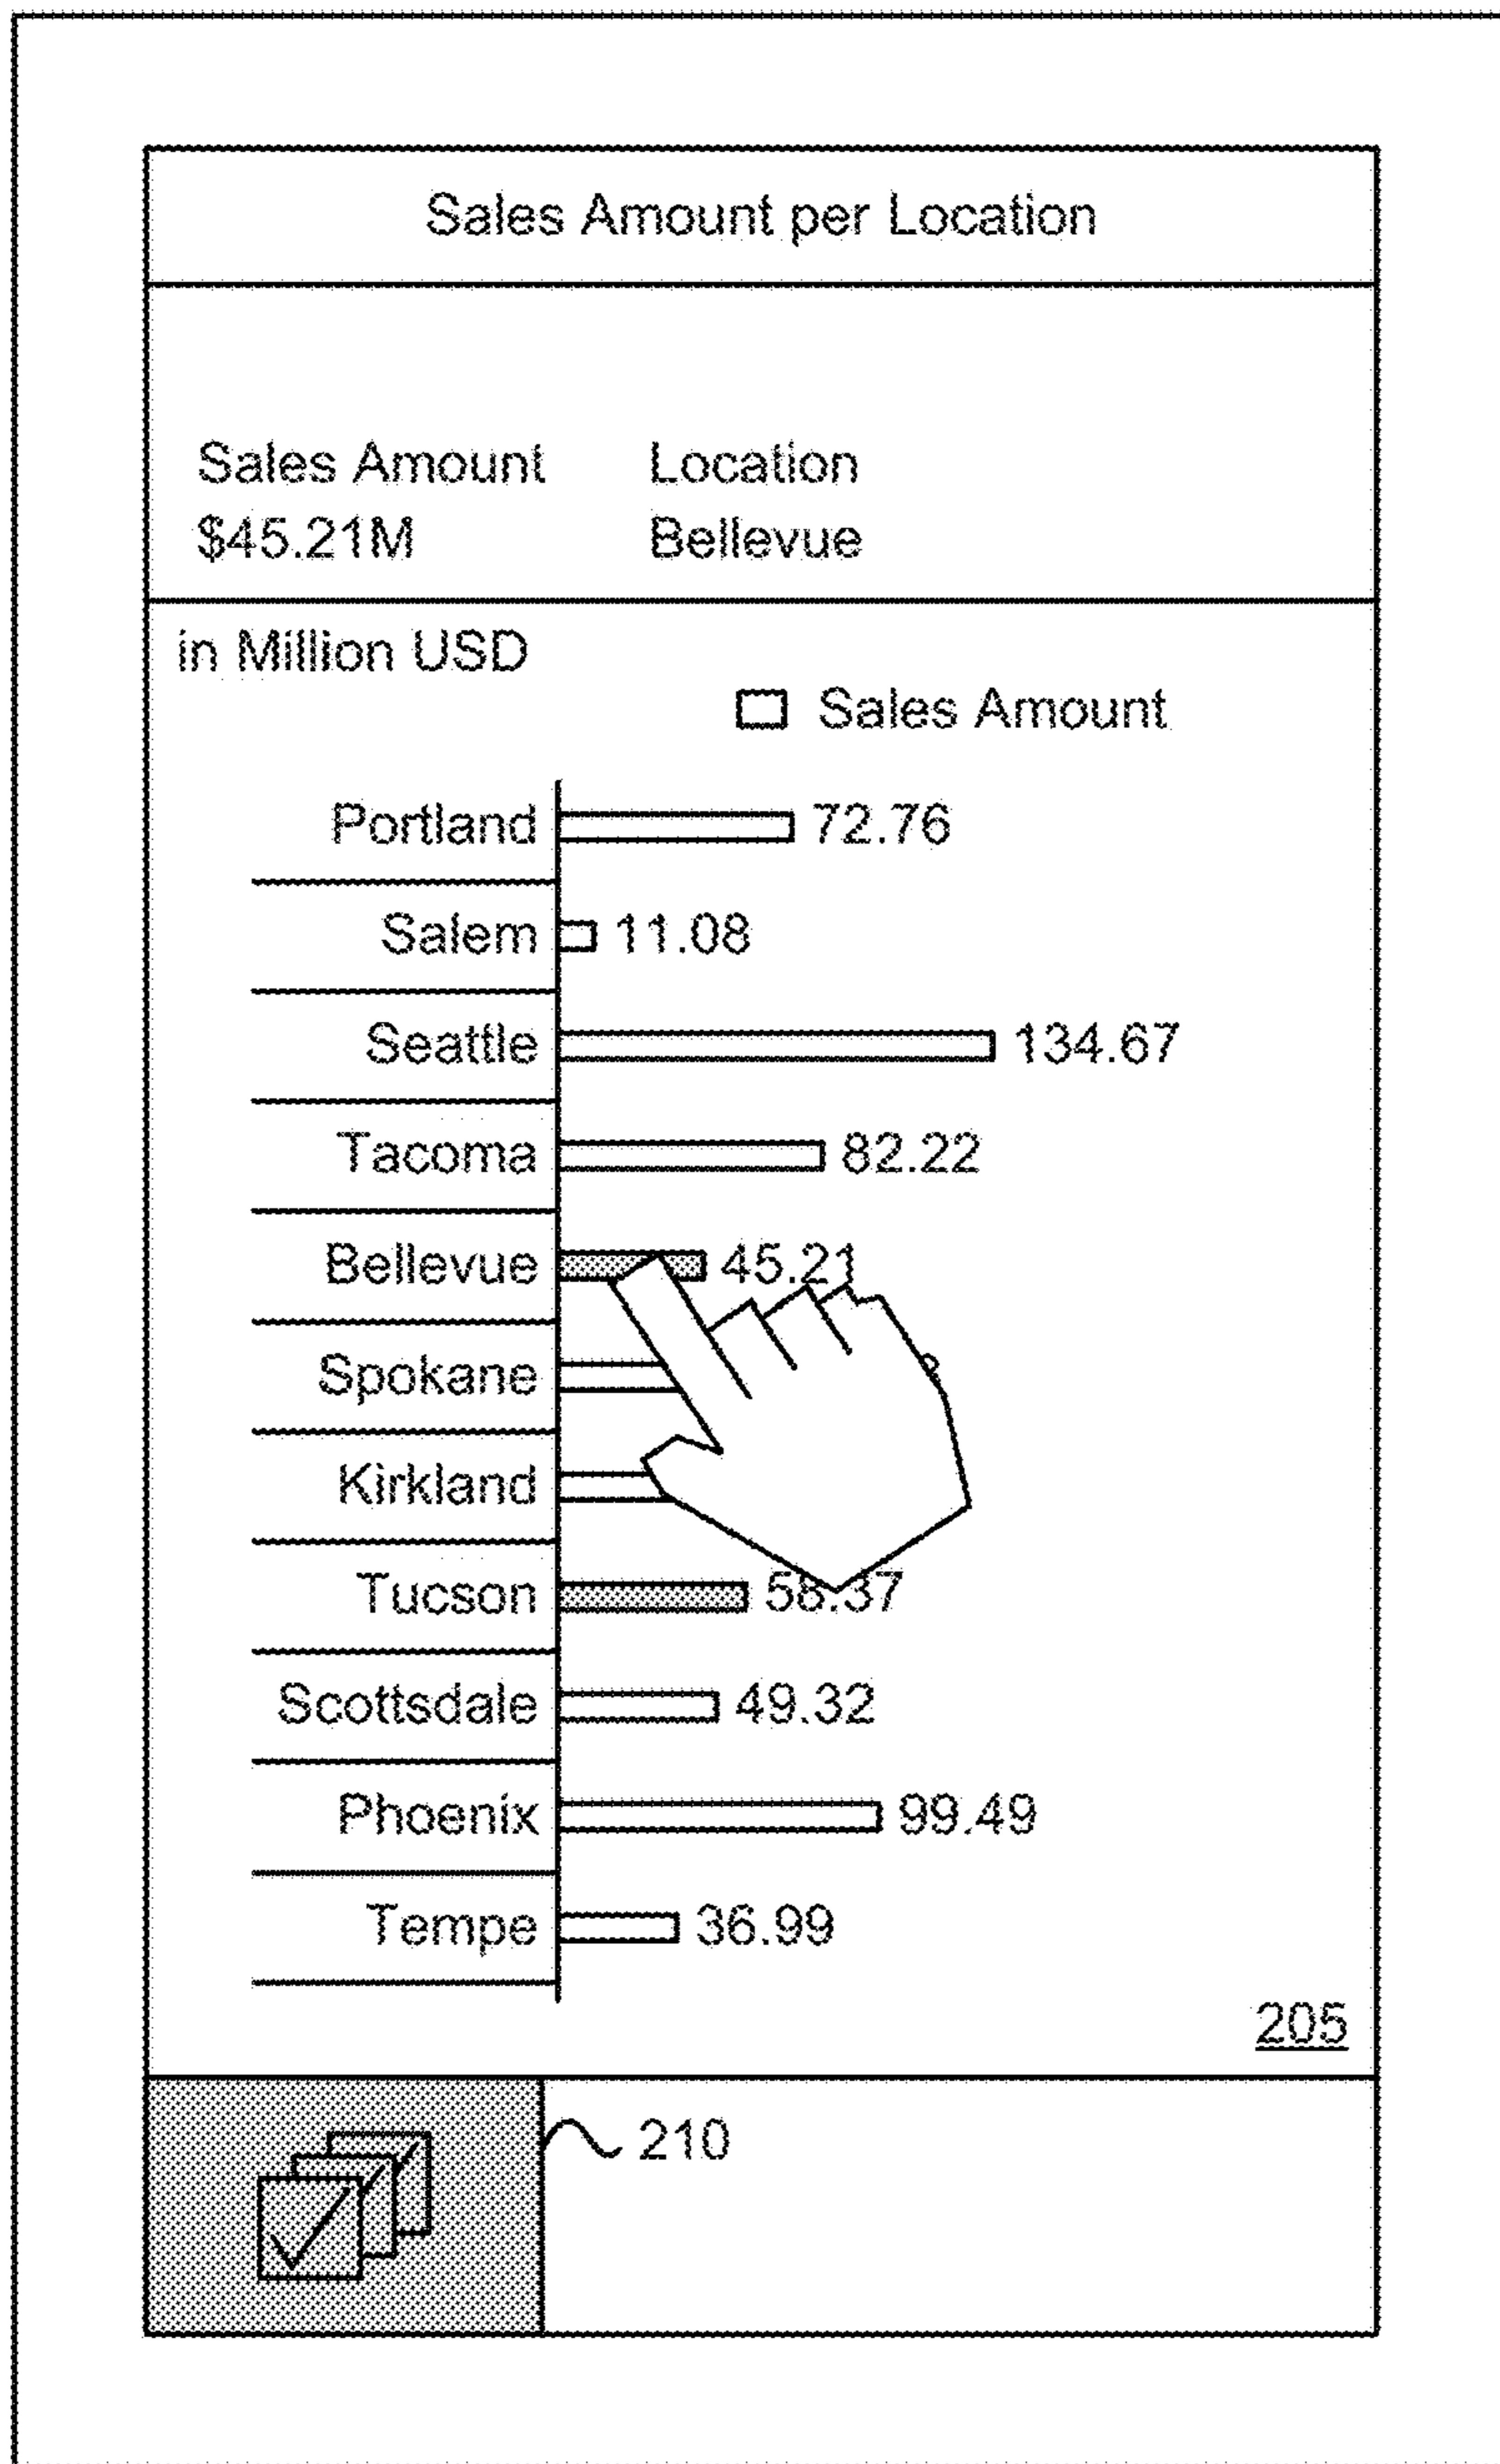 Sales Amount per Location
Sales Amount Location
$45.21M Bellevue
in Million USD
Sales Amount
Portland 72.76
Salem 11.08
Seattle 134.67
Tacoma 82.22
Bellevue 45.21
Spokane
Kirkland
Tucson 58.37
Scottsdale 49.32
Phoenix 99.49
Tempe 36.99
205
210